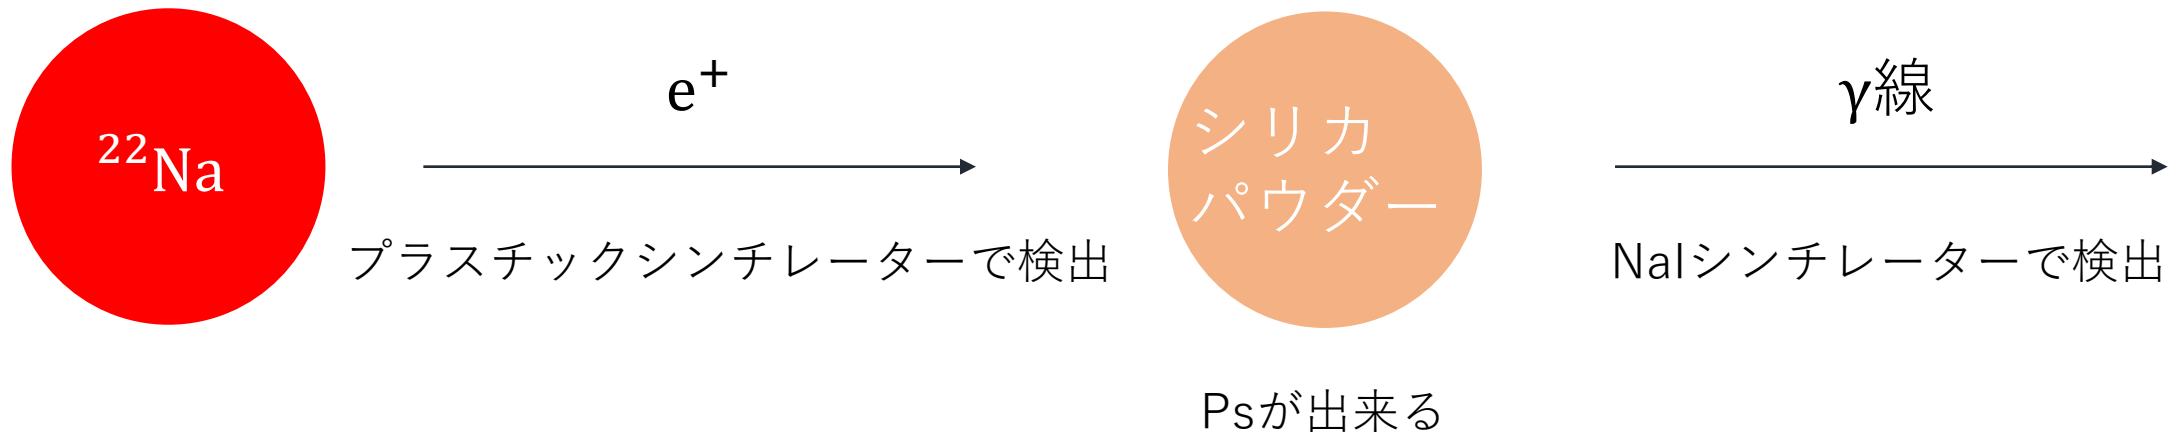 ²²Na
e⁺
プラスチックシンチレーターで検出
シリカ
パウダー
Psが出来る
γ線
NaIシンチレーターで検出